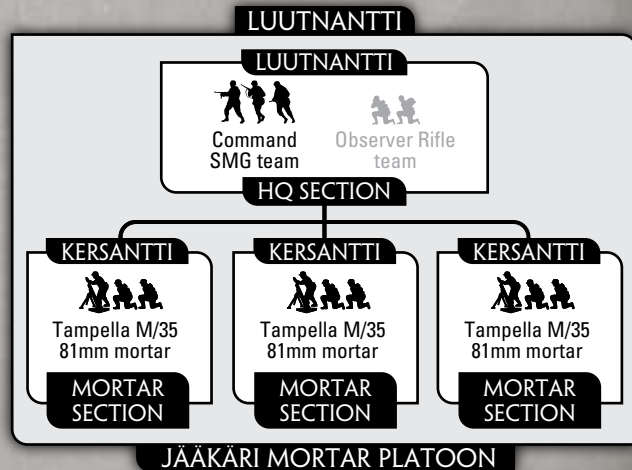 LUUTNANTTI
LUUTNANTTI
Command
SMG team
Observer Rifle
team
HQ SECTION
KERSANTTI
Tampella M/35
81mm mortar
MORTAR
SECTION
KERSANTTI
Tampella M/35
81mm mortar
MORTAR
SECTION
KERSANTTI
Tampella M/35
81mm mortar
MORTAR
SECTION
JÄÄKÄRI MORTAR PLATOON